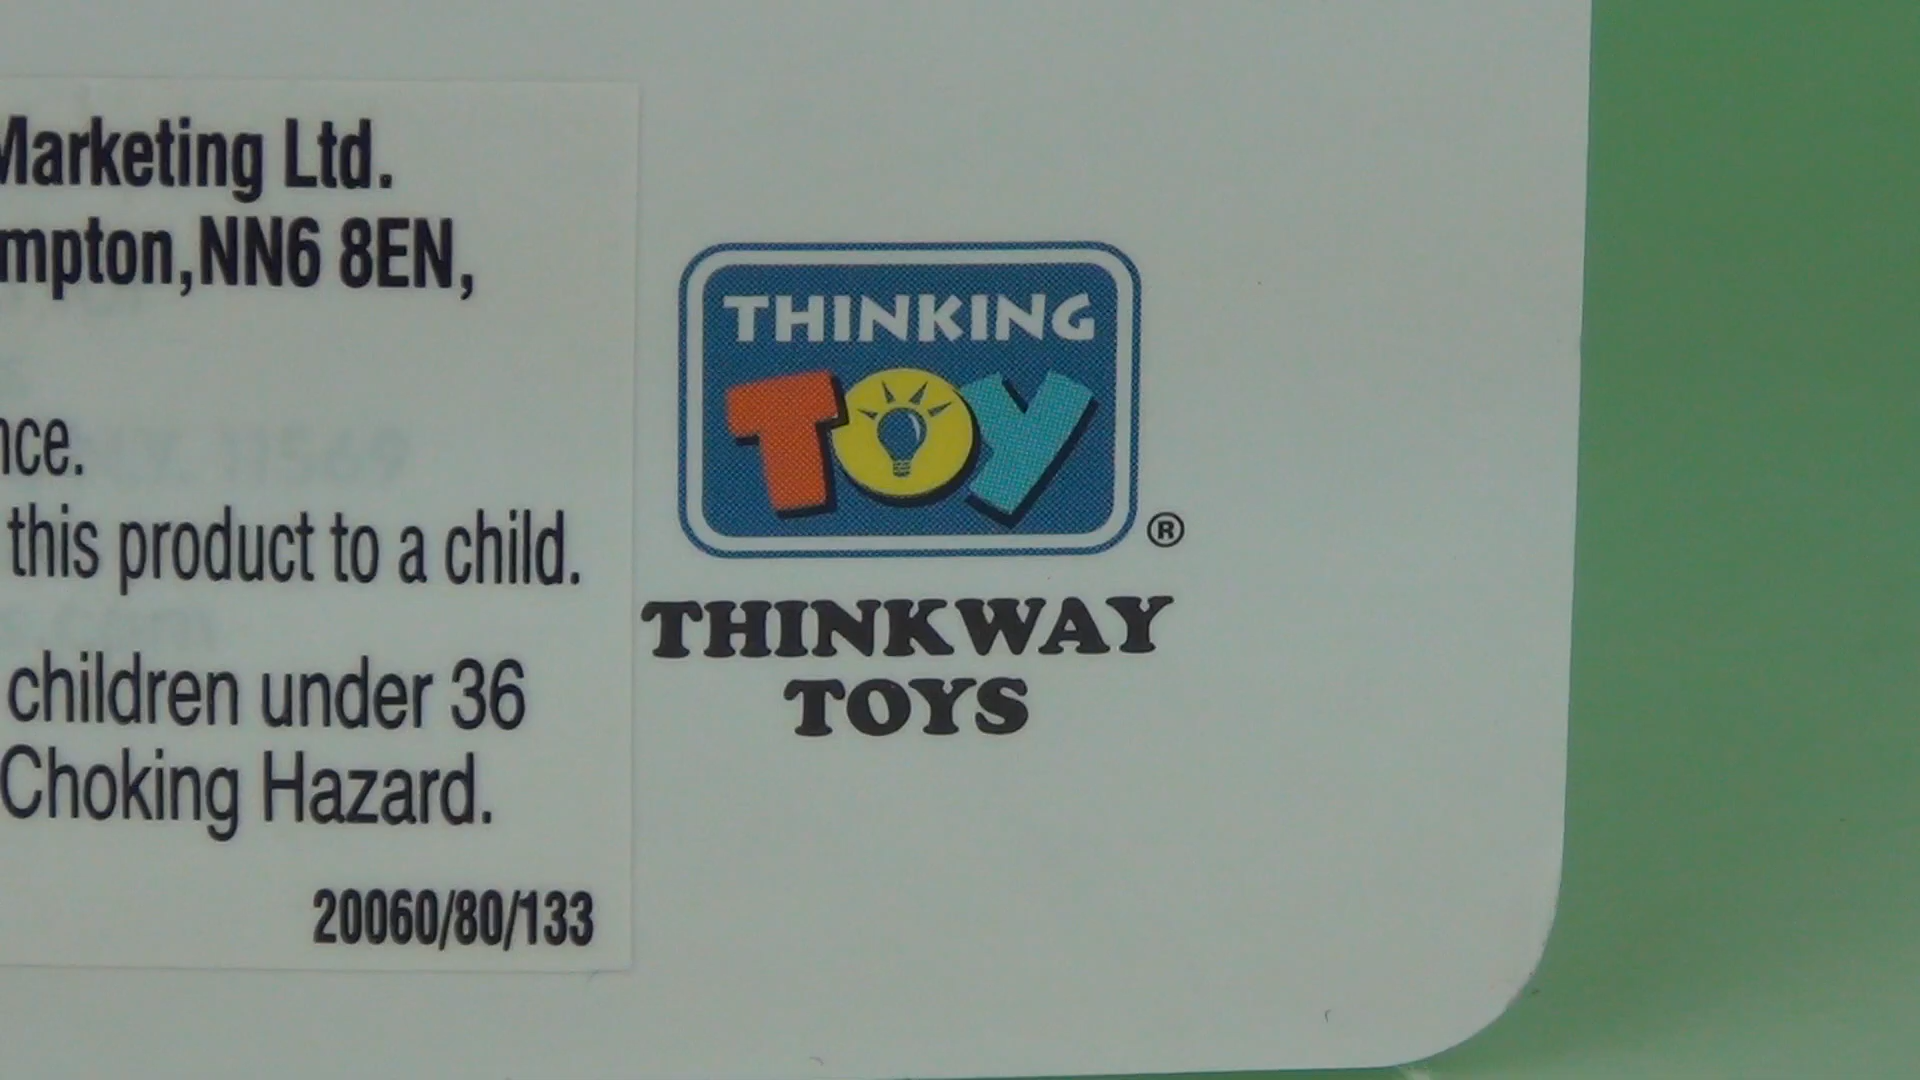 Marketing Ltd.
mpton,NN6 8EN,
nce.
this product to a child.
children under 36
Choking Hazard.
20060/80/133
THINKING
TOY
®
THINKWAY
TOYS